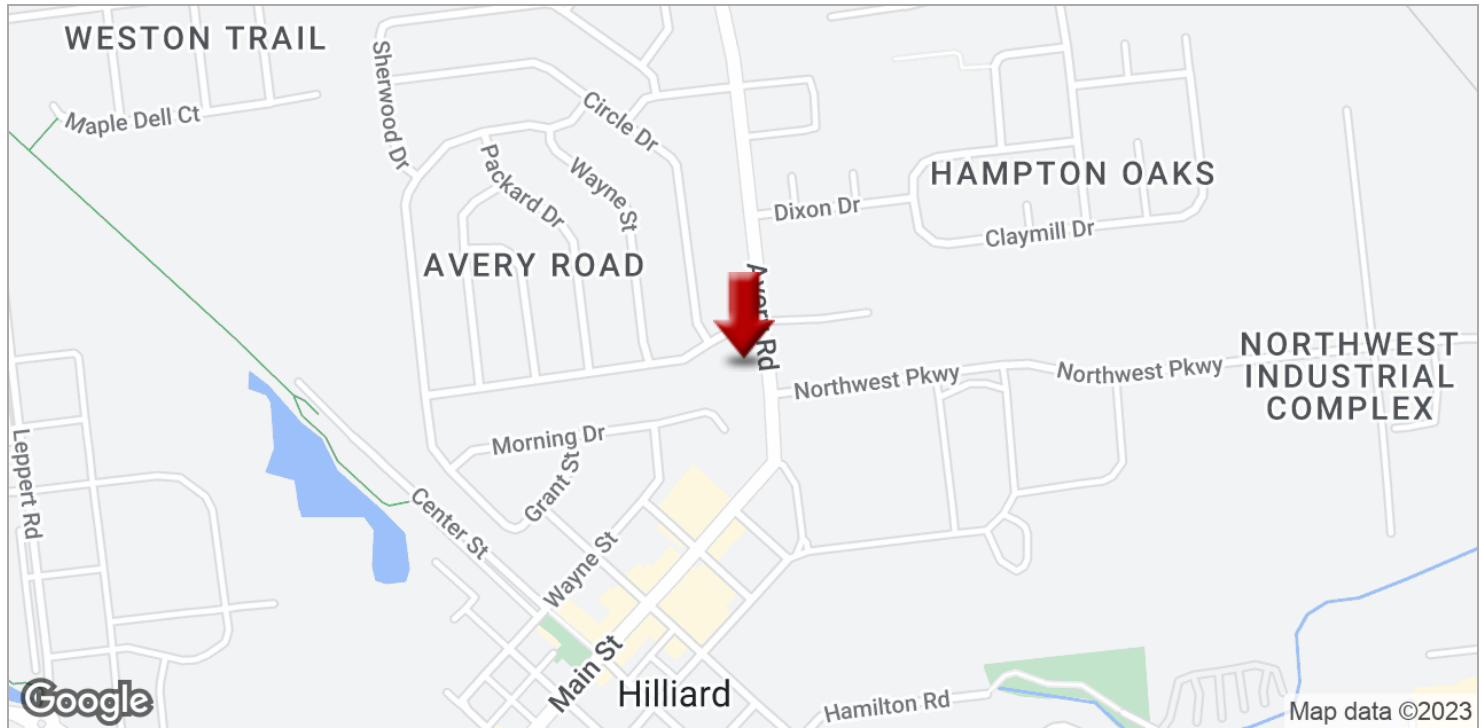 WESTON TRAIL
Sherwood Dr
Maple Dell Ct
Circle Dr
Packard Dr
Wayne St
HAMPTON OAKS
Dixon Dr
Claymill Dr
AVERY ROAD
Avery Rd
NORTHWEST
INDUSTRIAL
COMPLEX
Northwest Pkwy
Northwest Pkwy
Morning Dr
Leppert Rd
Grant St
Center St
Wayne St
Main St
Hilliard
Hamilton Rd
Google
Map data ©2023